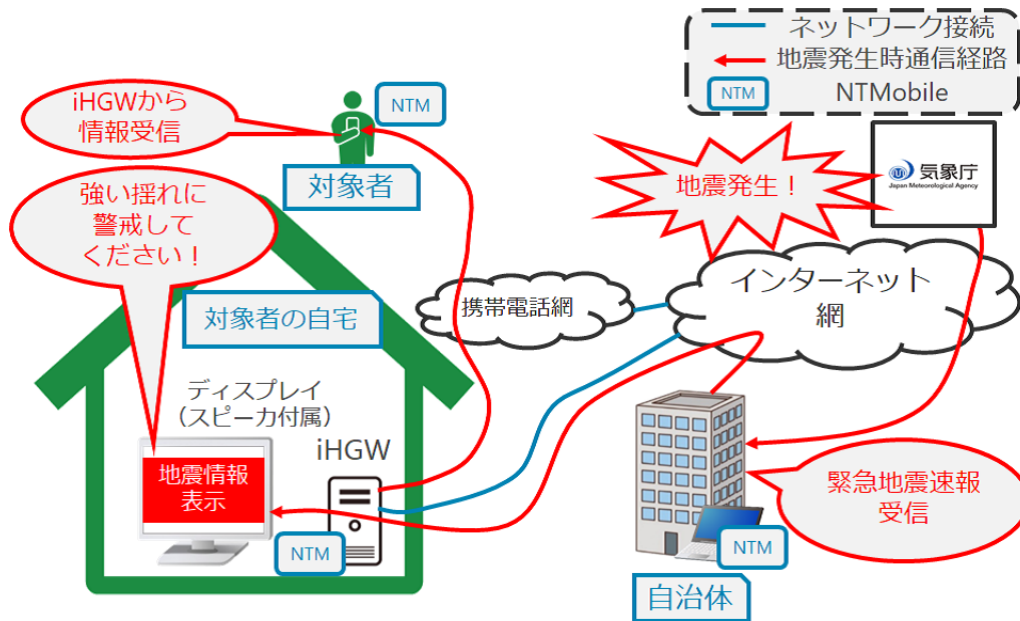 ネットワーク接続
地震発生時通信経路
NTM
NTMobile
iHGWから
情報受信
NTM
対象者
地震発生！
気象庁
Japan Meteorological Agency
強い揺れに
警戒して
ください！
インターネット
網
携帯電話網
対象者の自宅
ディスプレイ
（スピーカ付属）
iHGW
地震情報
表示
NTM
緊急地震速報
受信
NTM
自治体